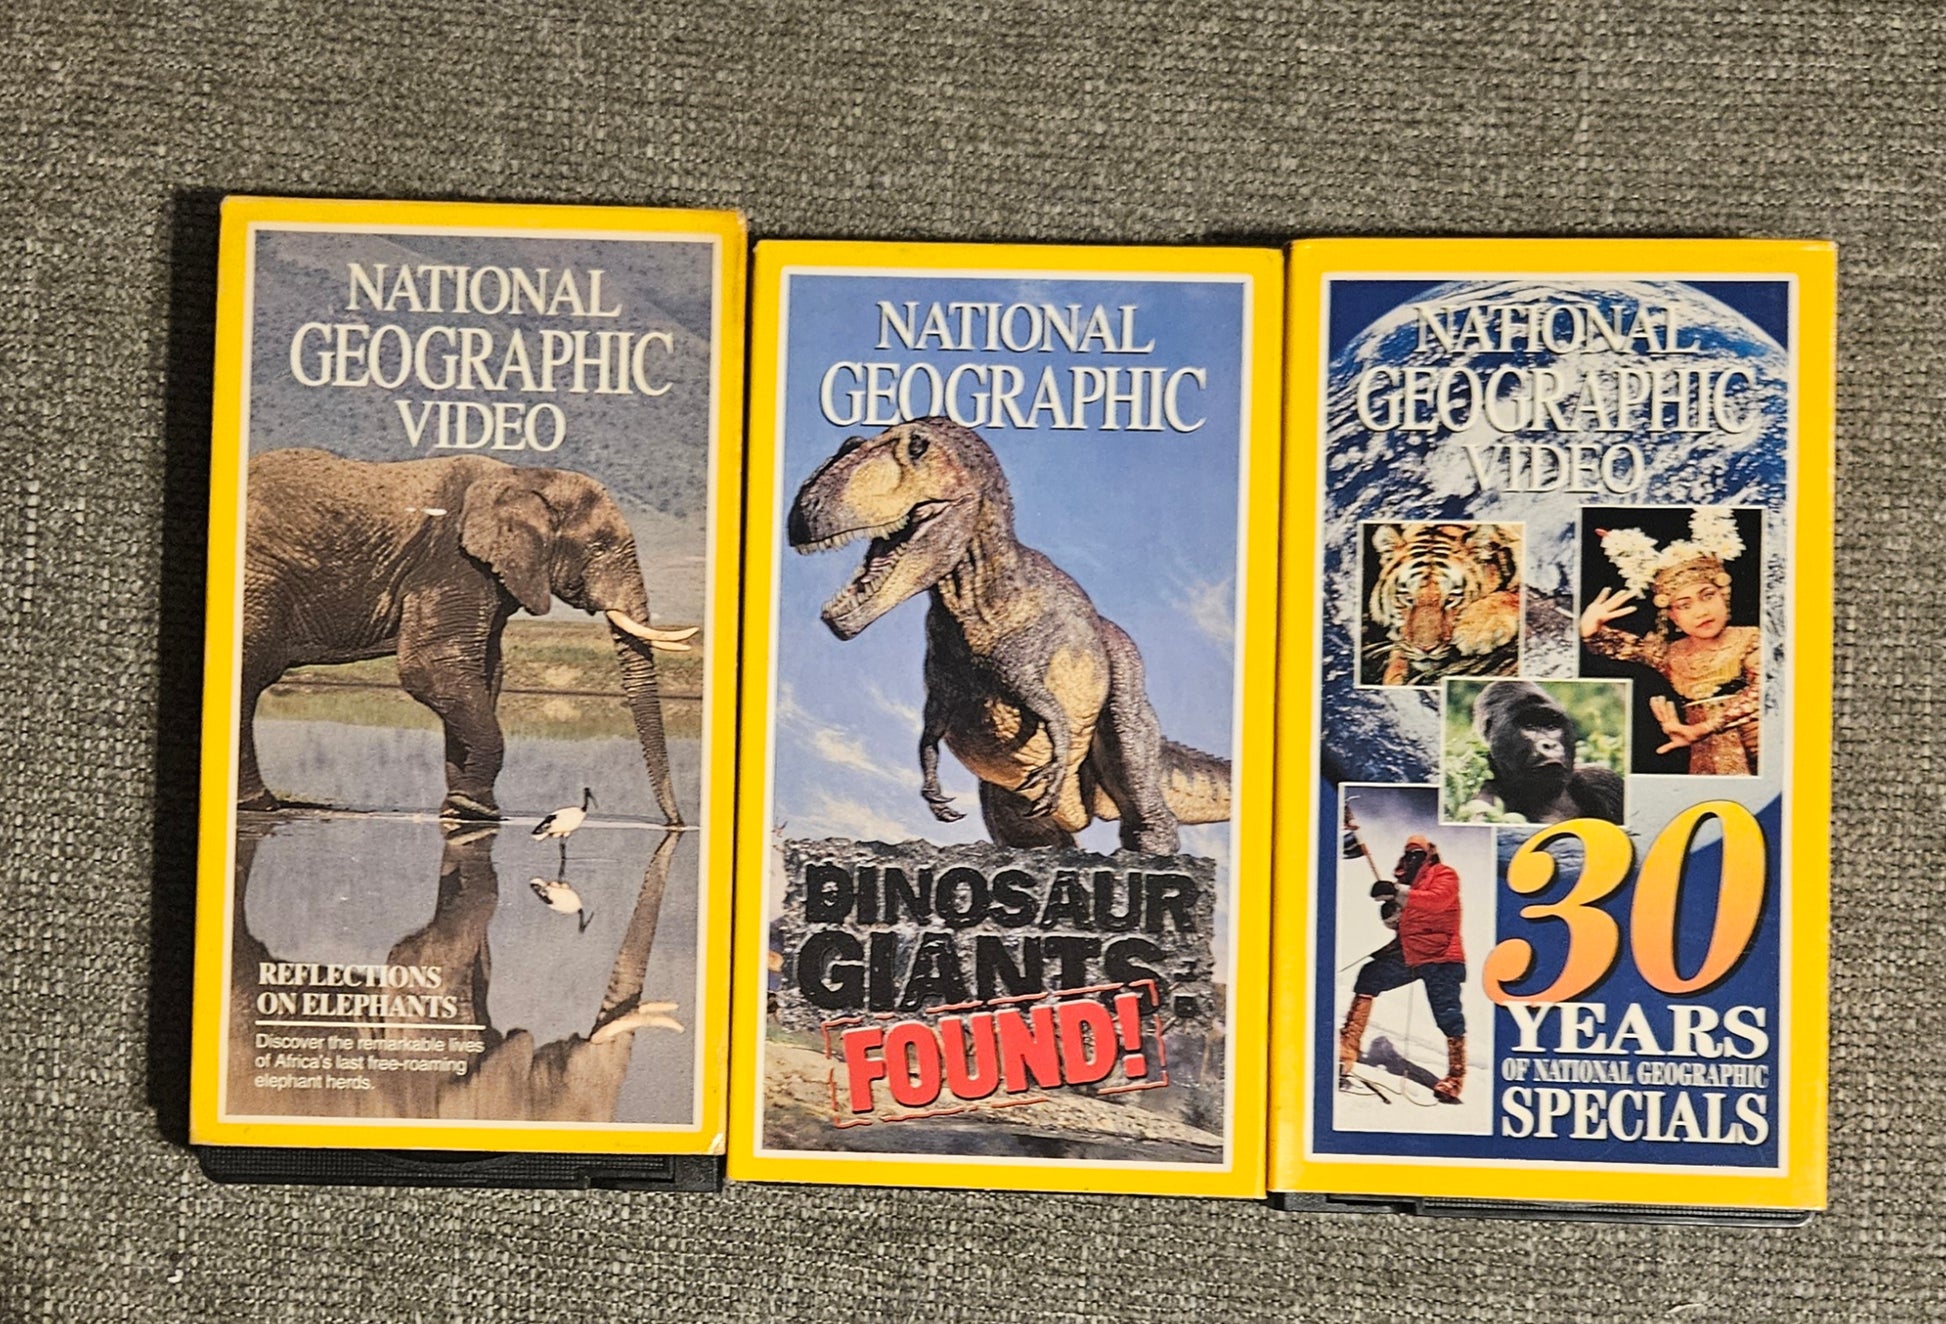 NATIONAL
GEOGRAPHIC
VIDEO
REFLECTIONS
ON ELEPHANTS
Discover the remarkable lives
of Africa's last free-roaming
elephant herds.
NATIONAL
GEOGRAPHIC
DINOSAUR
GIANTS:
FOUND!
NATIONAL
GEOGRAPHIC
VIDEO
30
YEARS
OF NATIONAL GEOGRAPHIC
SPECIALS